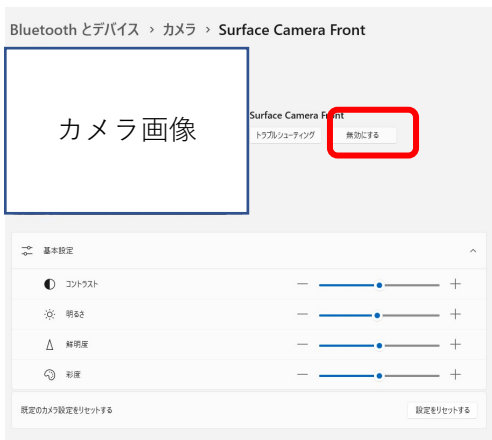 Bluetooth とデバイス › カメラ › Surface Camera Front
カメラ画像
Surface Camera Front
トラブルシューティング 無効にする
基本設定
コントラスト
明るさ
鮮明度
彩度
既定のカメラ設定をリセットする 設定をリセットする